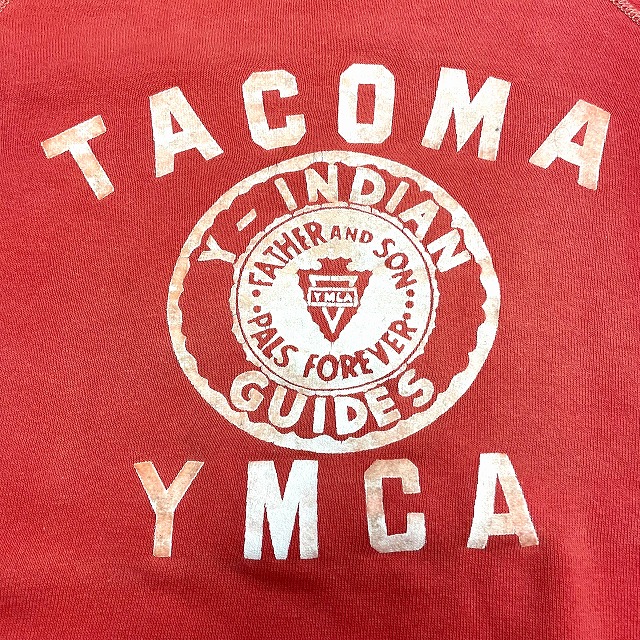 TACOMA
Y-INDIAN
FATHER AND SON
YMCA
PALS FOREVER
GUIDES
YMCA